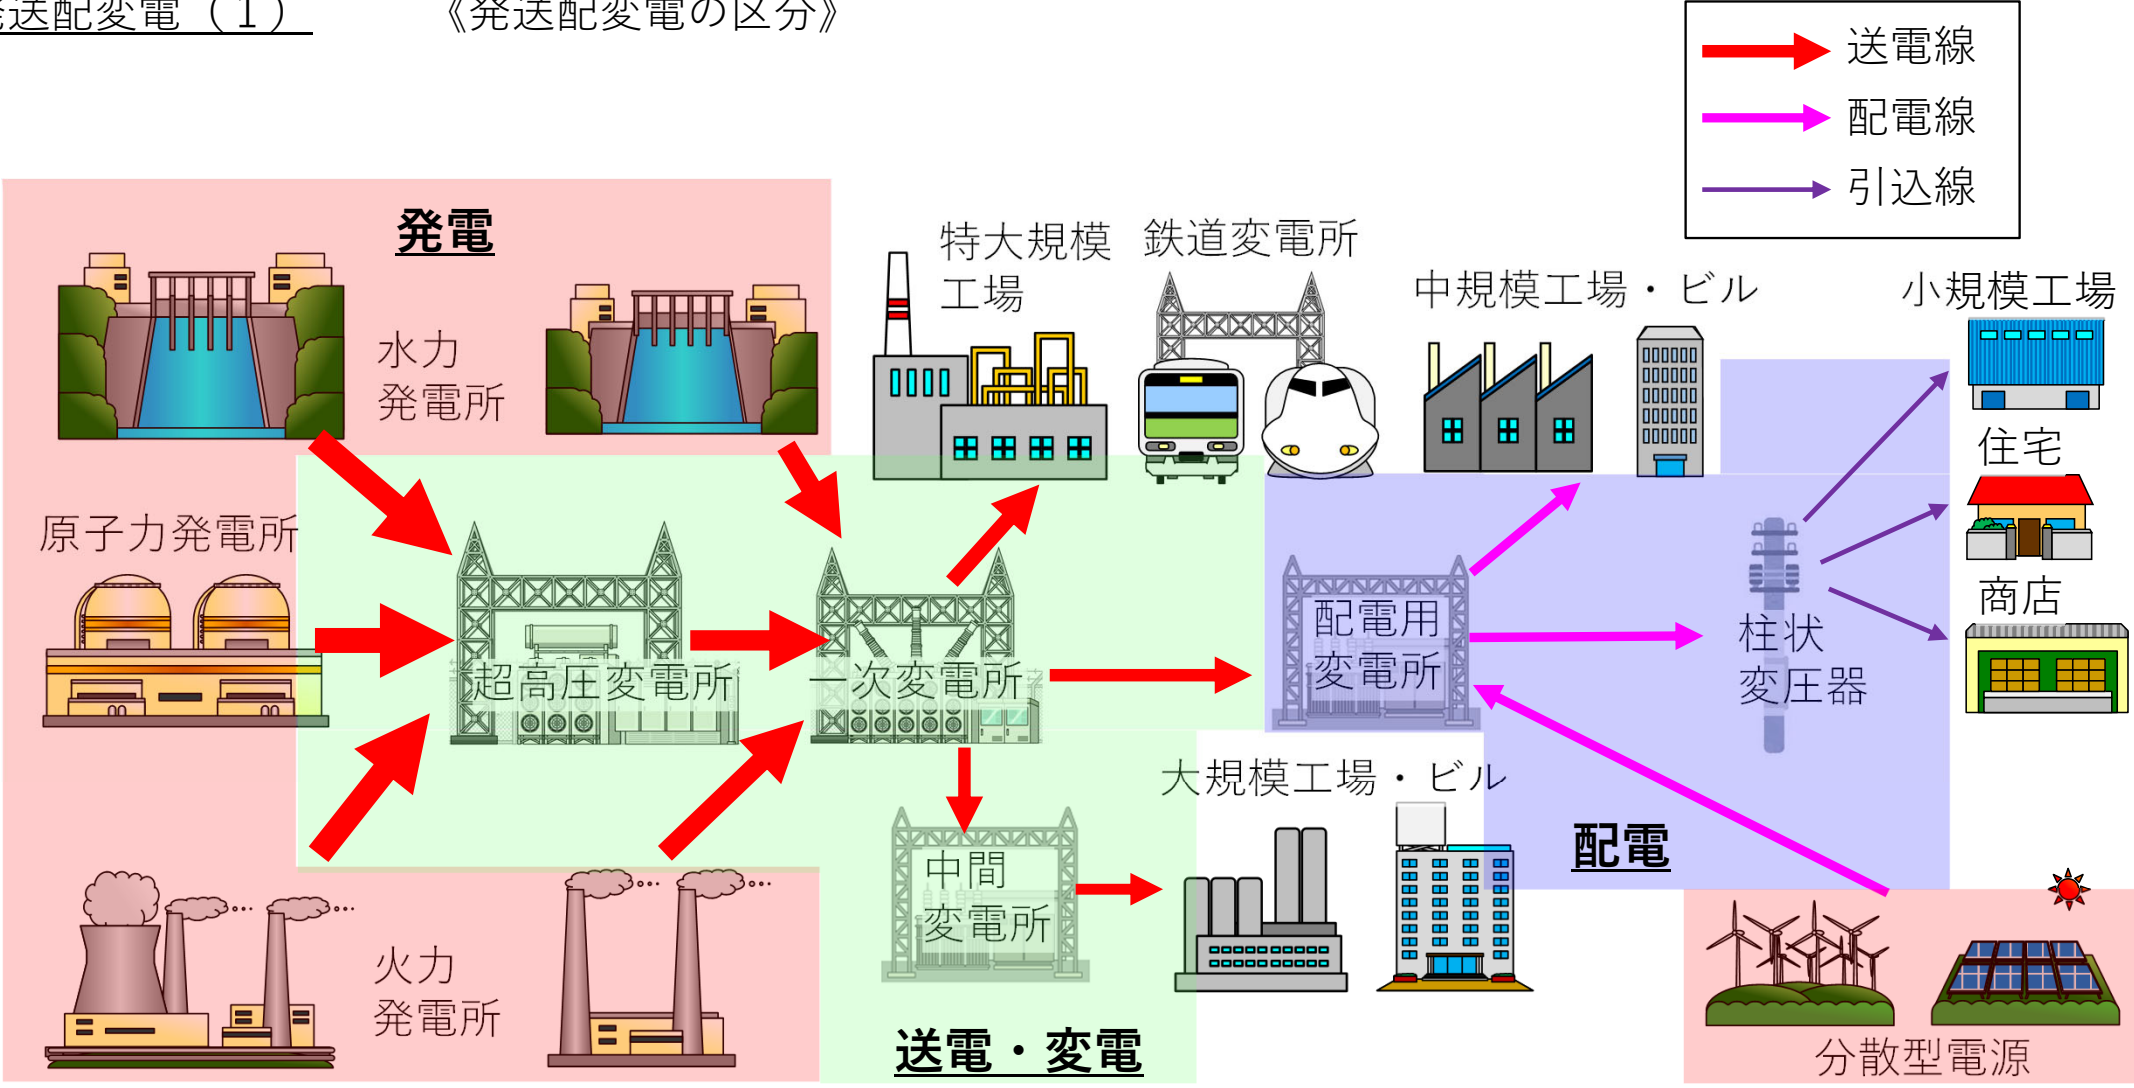 送配変電（１）　《発送配変電の区分》
送電線
配電線
引込線
発電
特大規模
工場
鉄道変電所
中規模工場・ビル
小規模工場
水力
発電所
住宅
原子力発電所
商店
配電用
変電所
柱状
変圧器
超高圧変電所
一次変電所
大規模工場・ビル
配電
中間
変電所
火力
発電所
送電・変電
分散型電源